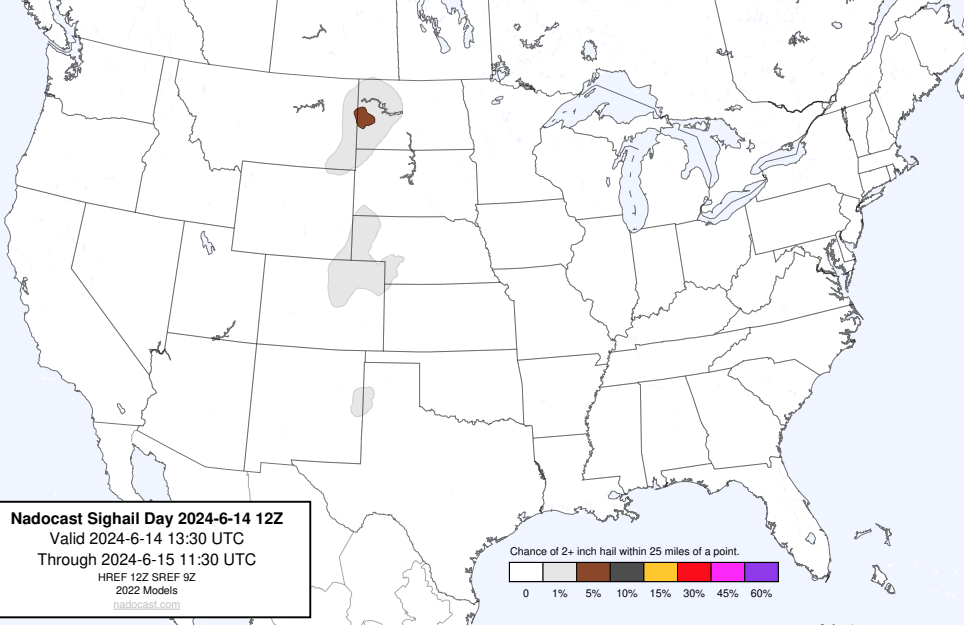 Nadocast Sighail Day 2024-6-14 12Z
Valid 2024-6-14 13:30 UTC
Through 2024-6-15 11:30 UTC
HREF 12Z SREF 9Z
2022 Models
nadocast.com
Chance of 2+ inch hail within 25 miles of a point.
0 1% 5% 10% 15% 30% 45% 60%